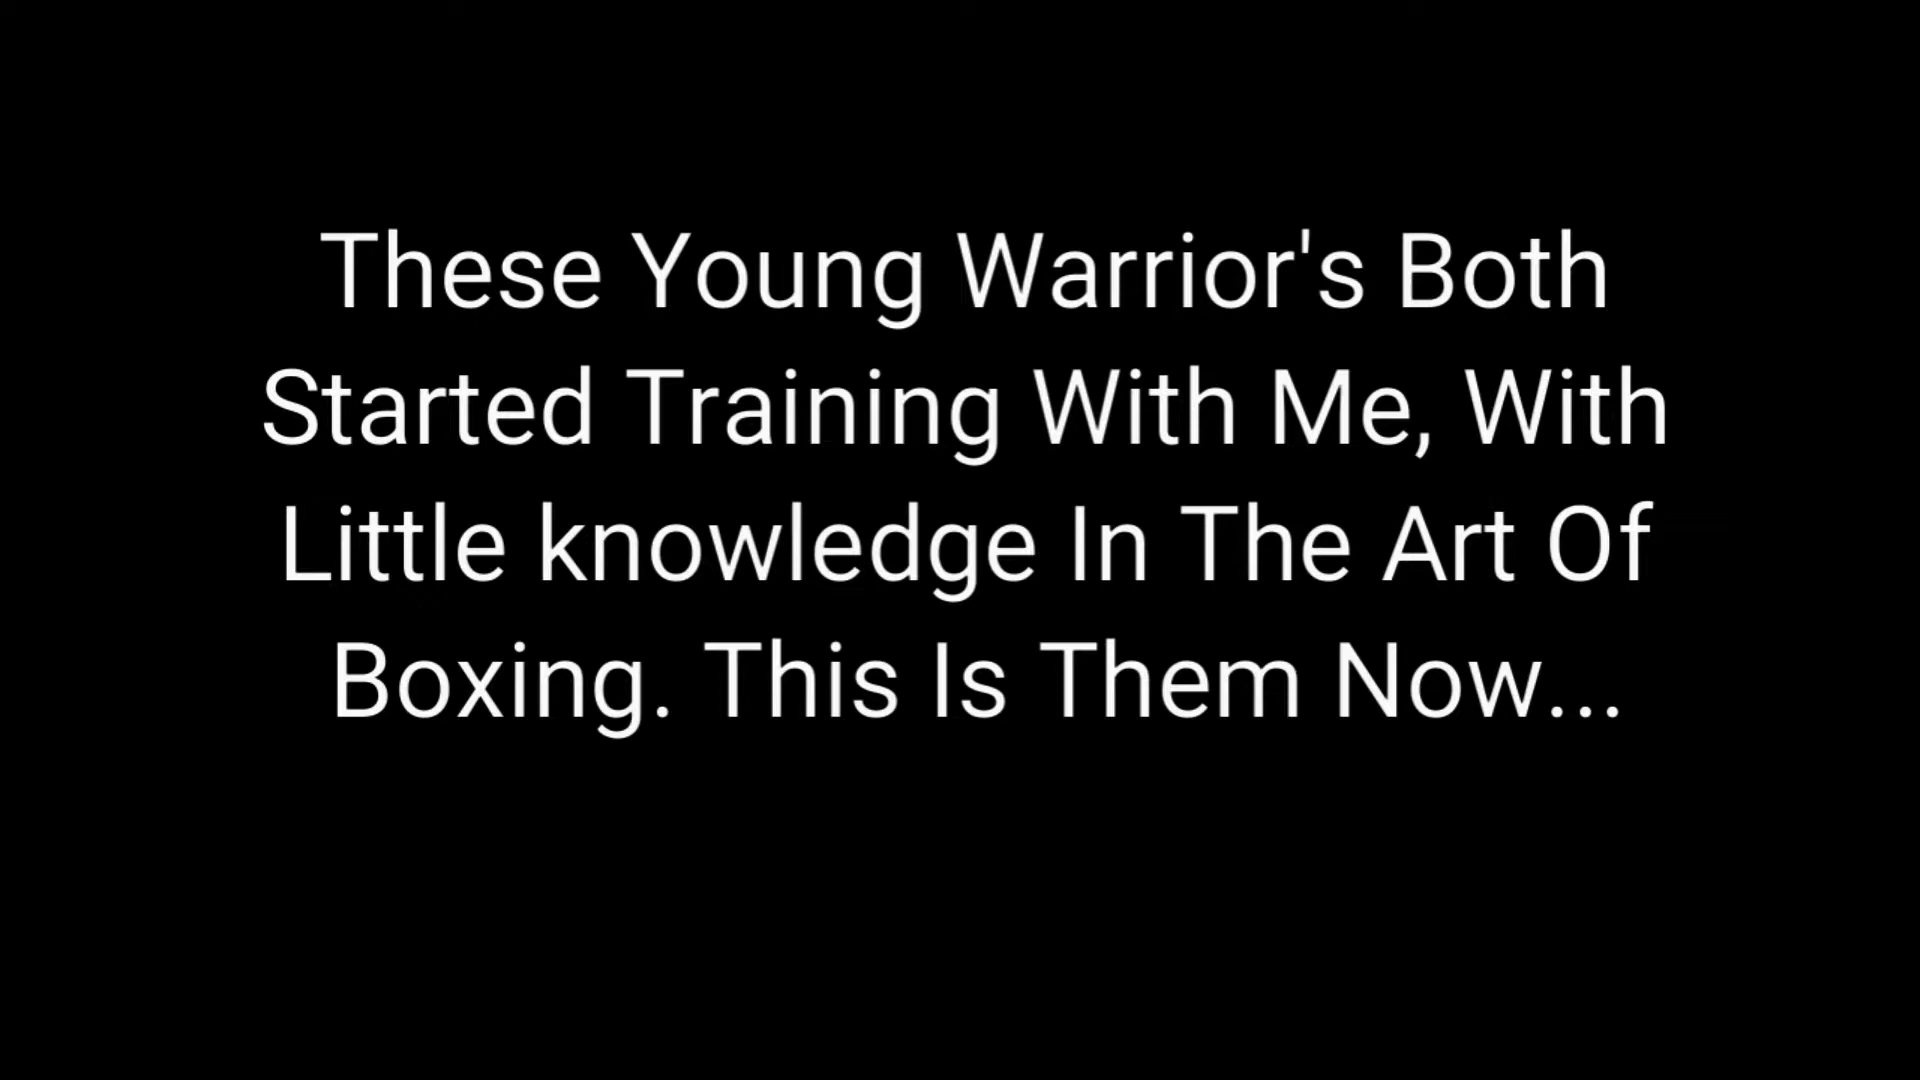 These Young Warrior's Both
Started Training With Me, With
Little knowledge In The Art Of
Boxing. This Is Them Now...